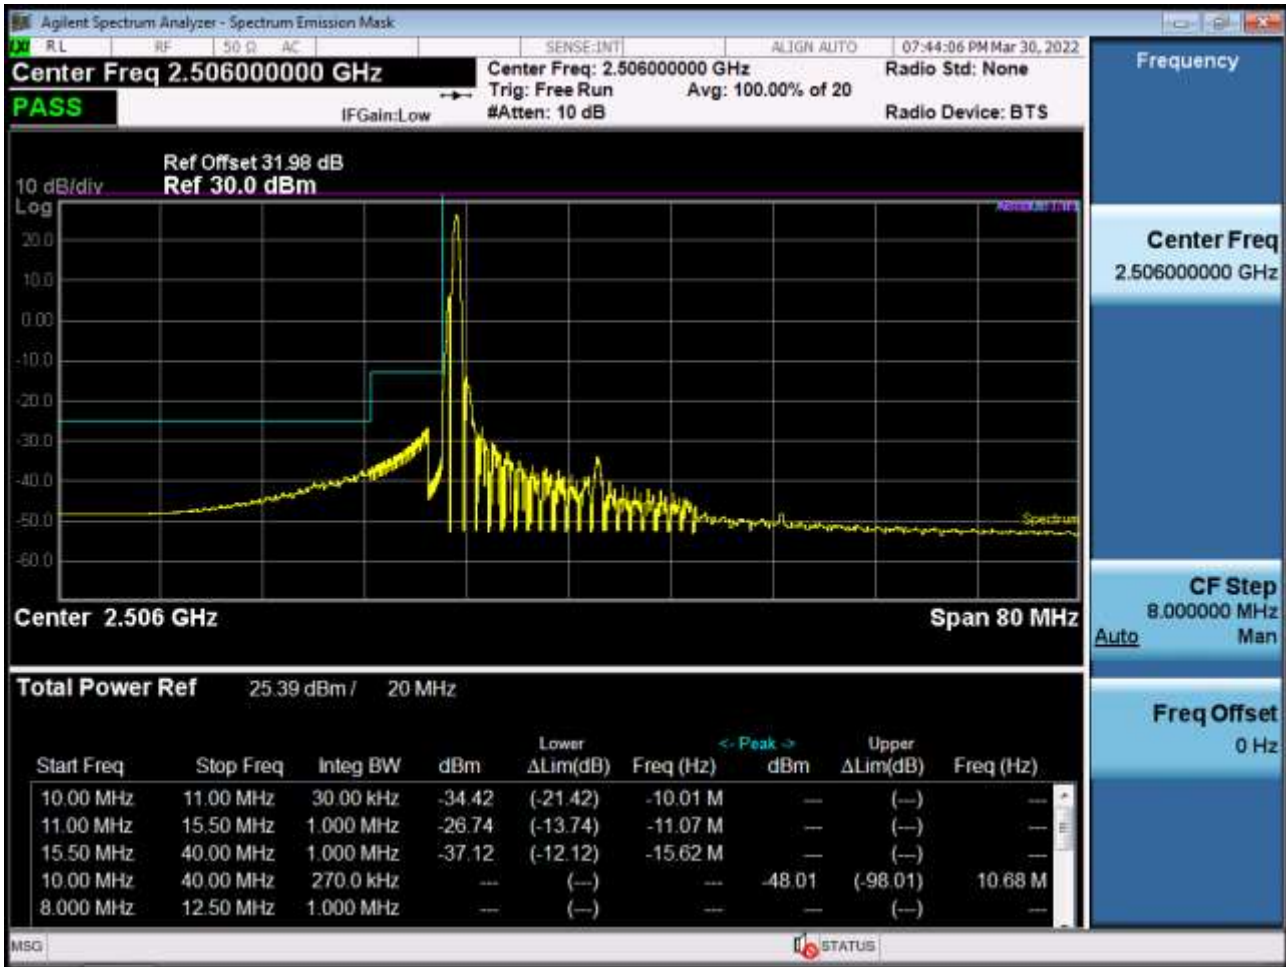 Agilent Spectrum Analyzer - Spectrum Emission Mask
RL RF 50 Ω AC SENSE:INT ALIGN AUTO 07:44:06 PM Mar 30, 2022
Center Freq 2.506000000 GHz
Center Freq: 2.506000000 GHz Radio Std: None
Trig: Free Run Avg: 100.00% of 20
PASS IFGain:Low #Atten: 10 dB Radio Device: BTS
Ref Offset 31.98 dB
10 dB/div Ref 30.0 dBm
Log
20.0
10.0
0.00
-10.0
-20.0
-30.0
-40.0
-50.0
-60.0
Spectrum
Center 2.506 GHz Span 80 MHz
Total Power Ref 25.39 dBm / 20 MHz
Lower <- Peak -> Upper
Start Freq Stop Freq Integ BW dBm ΔLim(dB) Freq (Hz) dBm ΔLim(dB) Freq (Hz)
10.00 MHz 11.00 MHz 30.00 kHz -34.42 (-21.42) -10.01 M --- (---) ---
11.00 MHz 15.50 MHz 1.000 MHz -26.74 (-13.74) -11.07 M --- (---) ---
15.50 MHz 40.00 MHz 1.000 MHz -37.12 (-12.12) -15.62 M --- (---) ---
10.00 MHz 40.00 MHz 270.0 kHz --- (---) --- -48.01 (-98.01) 10.68 M
8.000 MHz 12.50 MHz 1.000 MHz --- (---) --- --- (---) ---
MSG STATUS
Frequency
Center Freq
2.506000000 GHz
CF Step
8.000000 MHz
Auto Man
Freq Offset
0 Hz